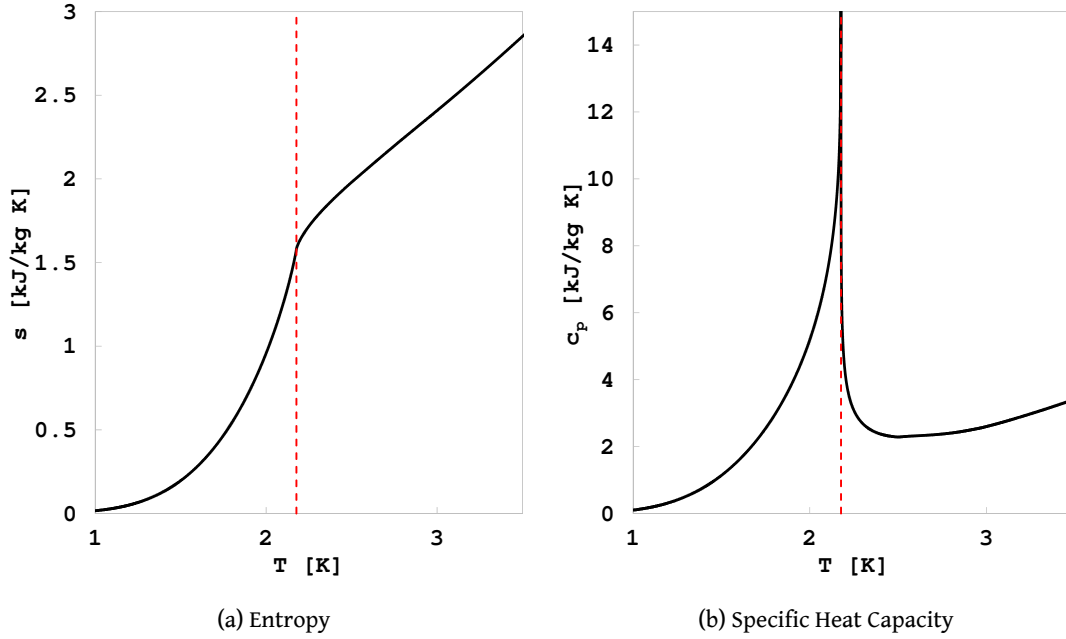 3
2.5
2
1.5
1
0.5
0
s [kJ/kg K]
1 2 3
T [K]
(a) Entropy
14
12
10
8
6
4
2
0
c_p [kJ/kg K]
1 2 3
T [K]
(b) Specific Heat Capacity